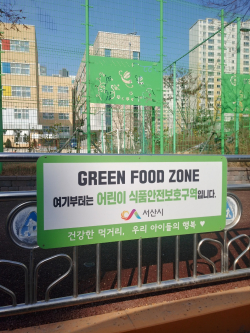 GREEN FOOD ZONE
여기부터는 어린이 식품안전보호구역입니다.
서산시
건강한 먹거리, 우리 아이들의 행복 ♥